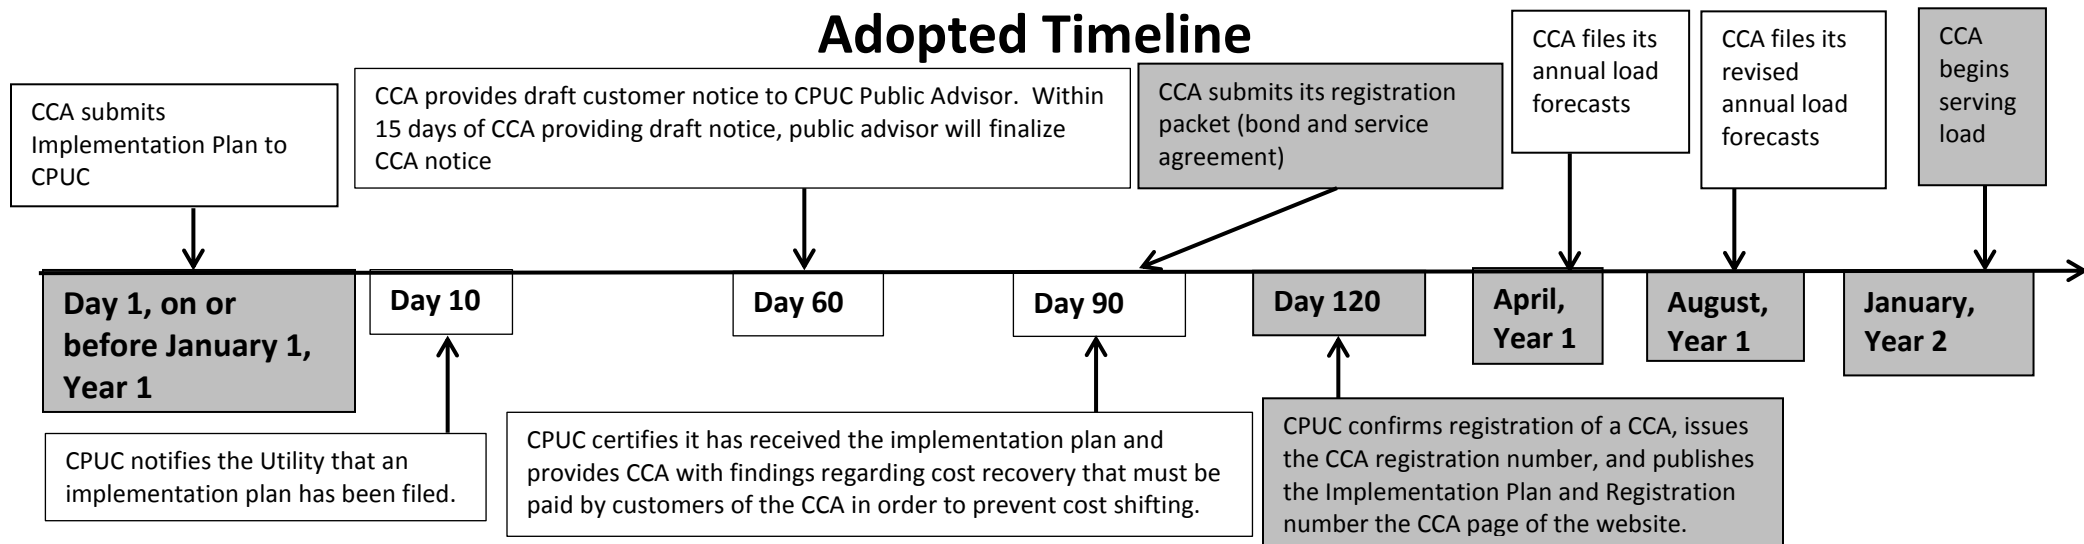 Adopted Timeline
CCA submits
Implementation Plan to
CPUC
CCA provides draft customer notice to CPUC Public Advisor.  Within
15 days of CCA providing draft notice, public advisor will finalize
CCA notice
CCA submits its registration
packet (bond and service
agreement)
CCA files its
annual load
forecasts
CCA files its
revised
annual load
forecasts
CCA
begins
serving
load
Day 1, on or
before January 1,
Year 1
Day 10
Day 60
Day 90
Day 120
April,
Year 1
August,
Year 1
January,
Year 2
CPUC notifies the Utility that an
implementation plan has been filed.
CPUC certifies it has received the implementation plan and
provides CCA with findings regarding cost recovery that must be
paid by customers of the CCA in order to prevent cost shifting.
CPUC confirms registration of a CCA, issues
the CCA registration number, and publishes
the Implementation Plan and Registration
number the CCA page of the website.